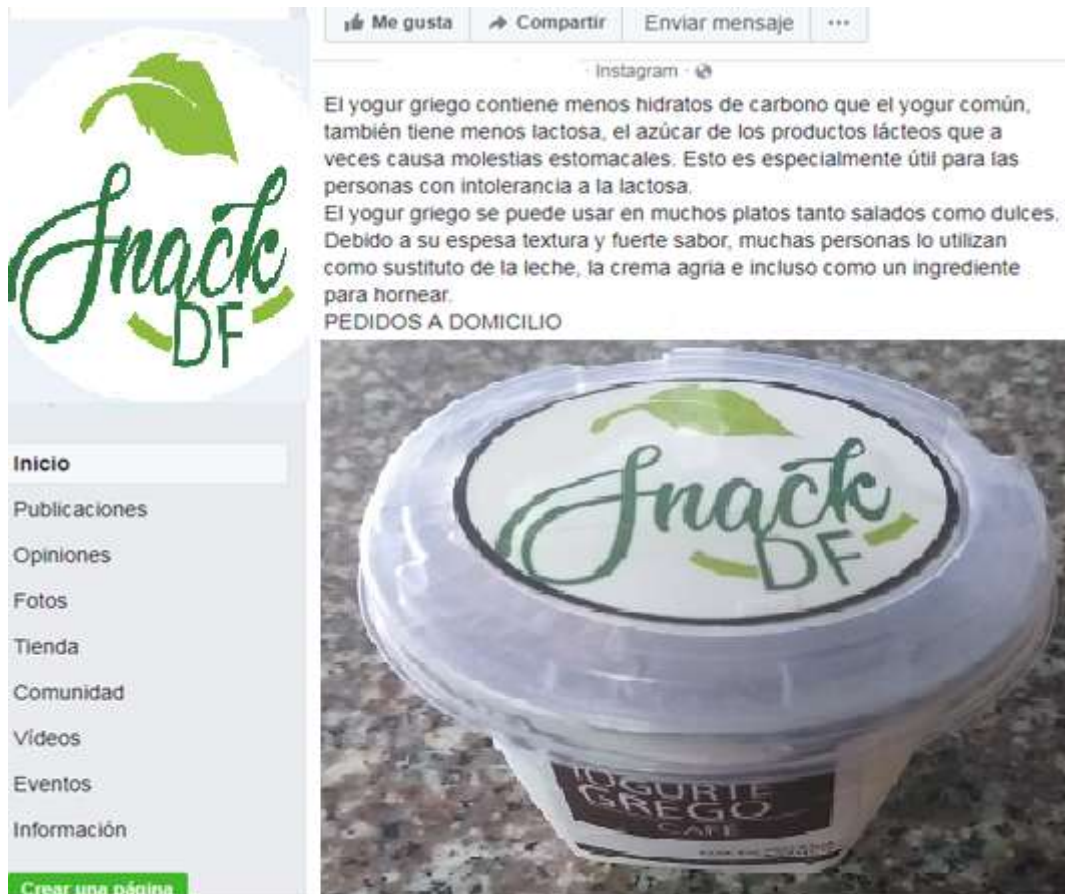 Me gusta
Compartir
Enviar mensaje
· Instagram ·
El yogur griego contiene menos hidratos de carbono que el yogur común,
también tiene menos lactosa, el azúcar de los productos lácteos que a
veces causa molestias estomacales. Esto es especialmente útil para las
personas con intolerancia a la lactosa.
El yogur griego se puede usar en muchos platos tanto salados como dulces.
Debido a su espesa textura y fuerte sabor, muchas personas lo utilizan
como sustituto de la leche, la crema agria e incluso como un ingrediente
para hornear.
PEDIDOS A DOMICILIO
Snack
DF
Inicio
Publicaciones
Opiniones
Fotos
Tienda
Comunidad
Vídeos
Eventos
Información
Crear una página
Snack
DF
IOGURTE
GREGO
CAFÉ